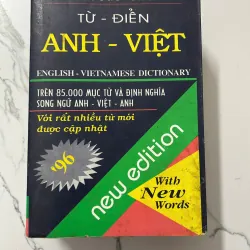 TỪ - ĐIỂN
ANH - VIỆT
ENGLISH - VIETNAMESE DICTIONARY
TRÊN 85.000 MỤC TỪ VÀ ĐỊNH NGHĨA
SONG NGỮ ANH - VIỆT - ANH
Với rất nhiều từ mới
được cập nhật
'96
new edition
With
New
Words